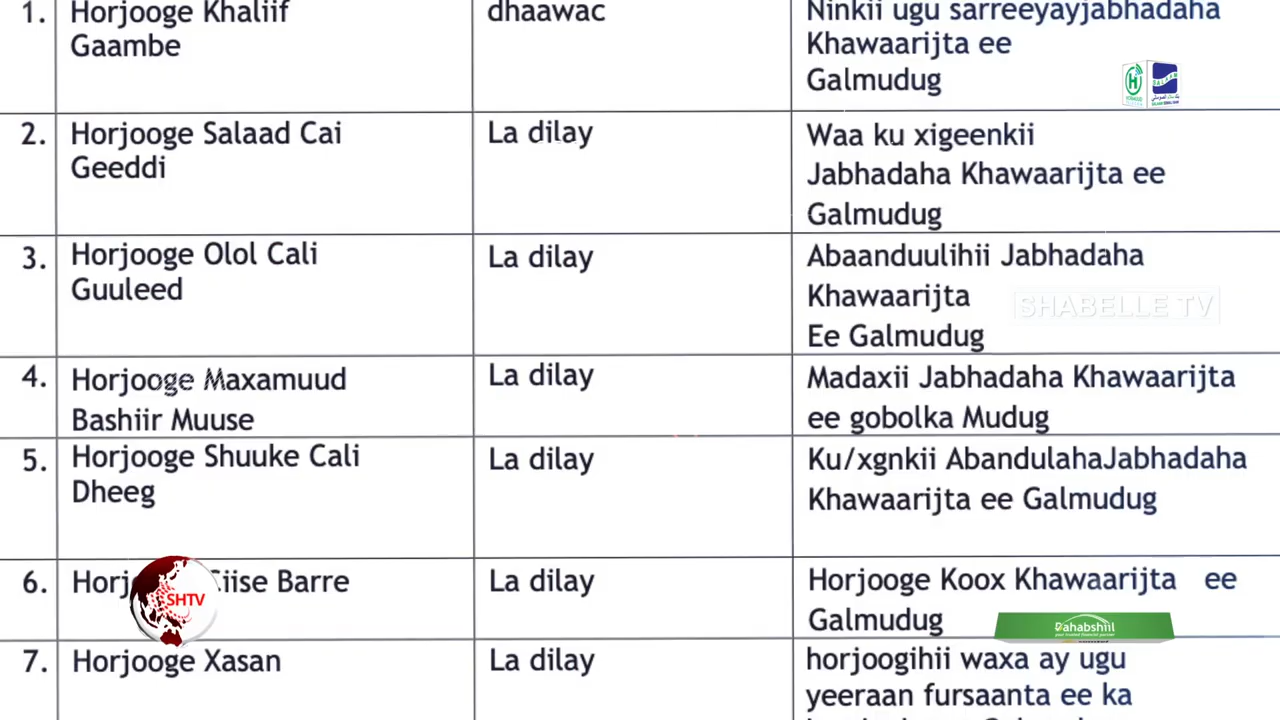 1.
Horjooge Khaliif
Gaambe
dhaawac
Ninkii ugu sarreeyayjabhadaha
Khawaarijta ee
Galmudug
2.
Horjooge Salaad Cai
Geeddi
La dilay
Waa ku xigeenkii
Jabhadaha Khawaarijta ee
Galmudug
3.
Horjooge Olol Cali
Guuleed
La dilay
Abaanduulihii Jabhadaha
Khawaarijta
Ee Galmudug
SHABELLE TV
4.
Horjooge Maxamuud
Bashiir Muuse
La dilay
Madaxii Jabhadaha Khawaarijta
ee gobolka Mudug
5.
Horjooge Shuuke Cali
Dheeg
La dilay
Ku/xgnkii AbandulahaJabhadaha
Khawaarijta ee Galmudug
6.
Ciise Barre
SHTV
La dilay
Horjooge Koox Khawaarijta ee
Galmudug
Dahabshiil
7.
Horjooge Xasan
La dilay
horjoogihii waxa ay ugu
yeeraan fursaanta ee ka